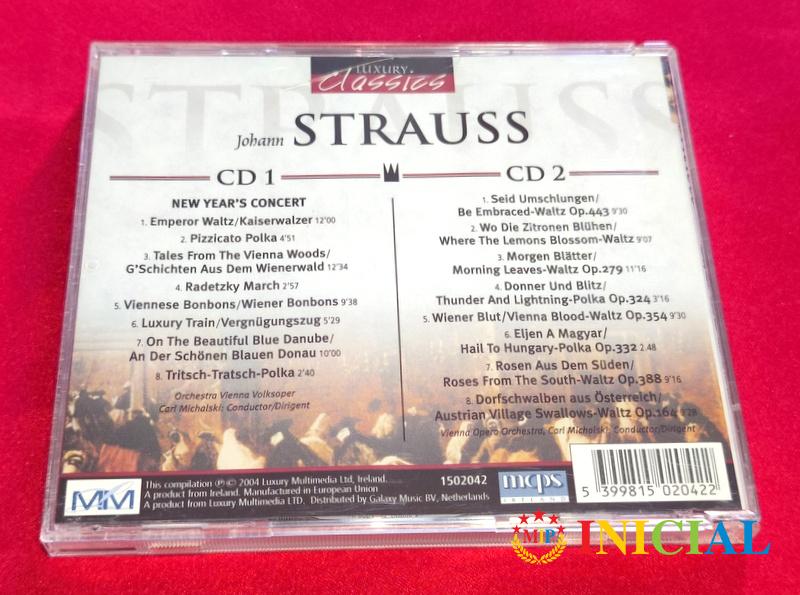 STRAUSS
LUXURY
Classics
Johann STRAUSS
CD 1
NEW YEAR'S CONCERT
1. Emperor Waltz/Kaiserwalzer 12'00
2. Pizzicato Polka 4'51
3. Tales From The Vienna Woods/
G'Schichten Aus Dem Wienerwald 12'34
4. Radetzky March 2'57
5. Viennese Bonbons/Wiener Bonbons 9'38
6. Luxury Train/Vergnügungszug 5'29
7. On The Beautiful Blue Danube/
An Der Schönen Blauen Donau 10'00
8. Tritsch-Tratsch-Polka 2'40
Orchestra Vienna Volksoper
Carl Michalski: Conductor/Dirigent
CD 2
1. Seid Umschlungen/
Be Embraced-Waltz Op.443 9'30
2. Wo Die Zitronen Blühen/
Where The Lemons Blossom-Waltz 9'07
3. Morgen Blätter/
Morning Leaves-Waltz Op.279 11'16
4. Donner Und Blitz/
Thunder And Lightning-Polka Op.324 3'16
5. Wiener Blut/Vienna Blood-Waltz Op.354 9'30
6. Eljen A Magyar/
Hail To Hungary-Polka Op.332 2.48
7. Rosen Aus Dem Süden/
Roses From The South-Waltz Op.388 9'16
8. Dorfschwalben aus Österreich/
Austrian Village Swallows-Waltz Op.164 9'28
Vienna Opera Orchestra, Carl Michalski: Conductor/Dirigent
MM
This compilation ℗ © 2004 Luxury Multimedia Ltd, Ireland.
A product from Ireland. Manufactured in European Union
A product from Luxury Multimedia LTD. Distributed by Galaxy Music BV, Netherlands
1502042
mcps
IRELAND
5 399815 020422
MTP INICIAL